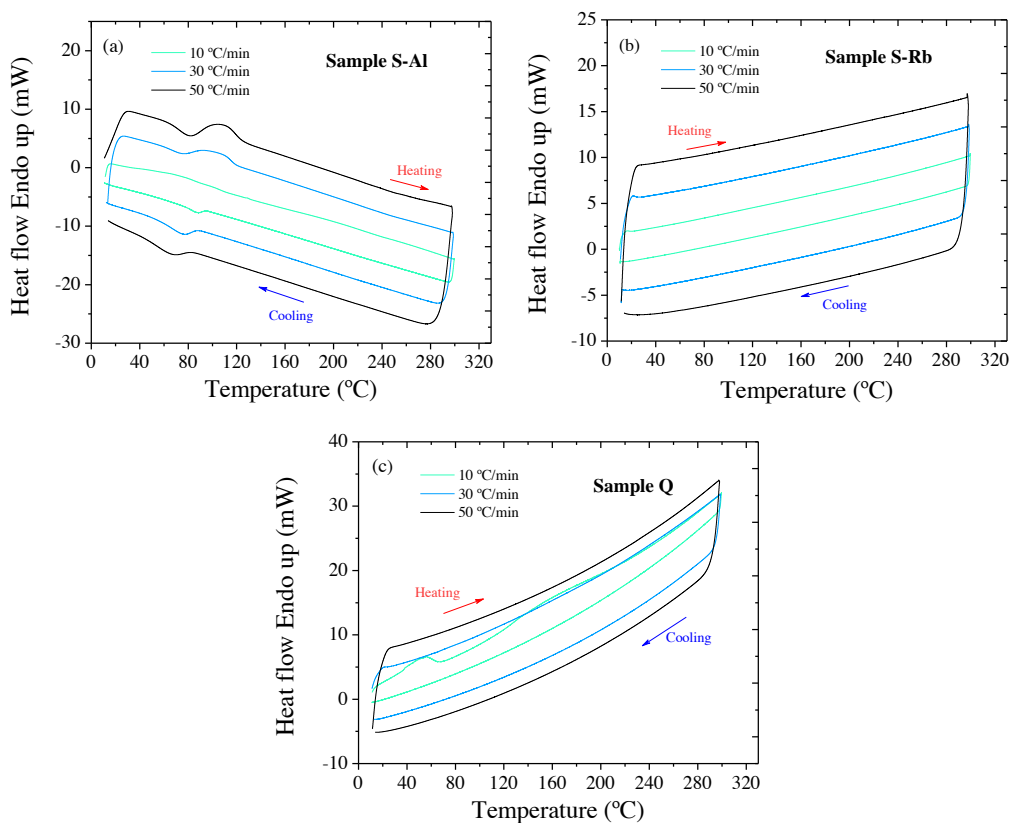 (a)
10 ºC/min
30 ºC/min
50 ºC/min
Sample S-Al
Heating
Cooling
25
20
10
0
-10
-20
-30
0
40
80
120
160
200
240
280
320
Heat flow Endo up (mW)
Temperature (ºC)
(b)
10 ºC/min
30 ºC/min
50 ºC/min
Sample S-Rb
Heating
Cooling
25
20
15
10
5
0
-5
-10
0
40
80
120
160
200
240
280
320
Heat flow Endo up (mW)
Temperature (ºC)
(c)
10 ºC/min
30 ºC/min
50 ºC/min
Sample Q
Heating
Cooling
40
30
20
10
0
-10
0
40
80
120
160
200
240
280
320
Heat flow Endo up (mW)
Temperature (ºC)